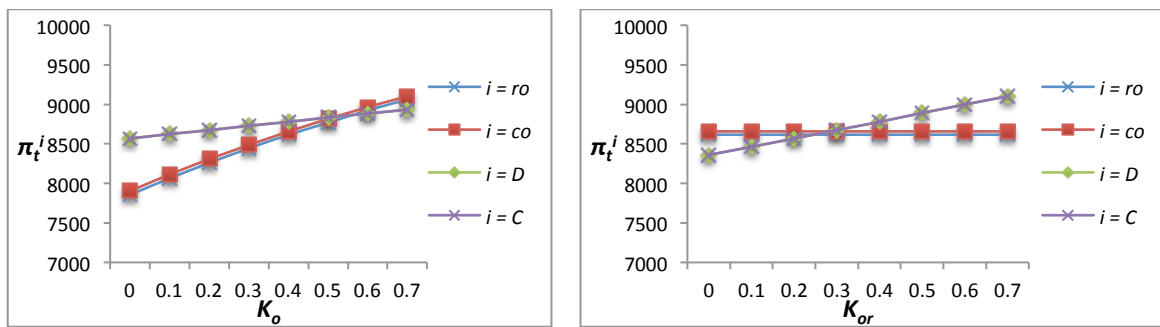 10000
9500
9000
8500
8000
7500
7000
π_t^i
0 0.1 0.2 0.3 0.4 0.5 0.6 0.7
K_o
i = ro
i = co
i = D
i = C
10000
9500
9000
8500
8000
7500
7000
π_t^i
0 0.1 0.2 0.3 0.4 0.5 0.6 0.7
K_or
i = ro
i = co
i = D
i = C